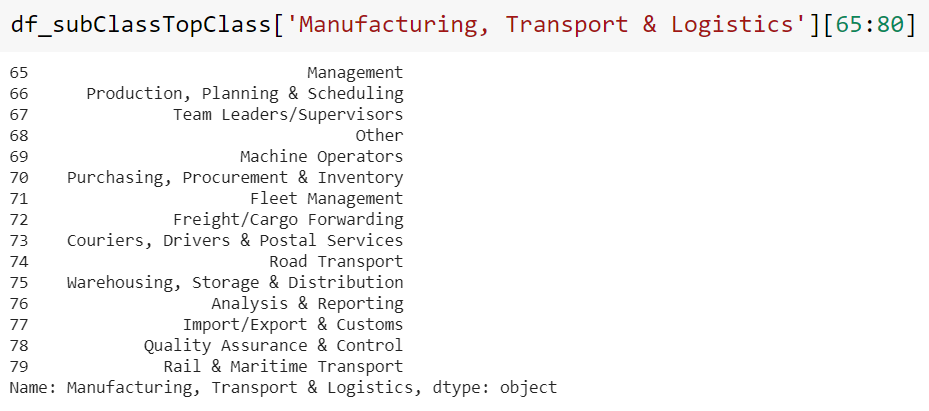 df_subClassTopClass['Manufacturing, Transport & Logistics'][65:80]
65 Management
66 Production, Planning & Scheduling
67 Team Leaders/Supervisors
68 Other
69 Machine Operators
70 Purchasing, Procurement & Inventory
71 Fleet Management
72 Freight/Cargo Forwarding
73 Couriers, Drivers & Postal Services
74 Road Transport
75 Warehousing, Storage & Distribution
76 Analysis & Reporting
77 Import/Export & Customs
78 Quality Assurance & Control
79 Rail & Maritime Transport
Name: Manufacturing, Transport & Logistics, dtype: object